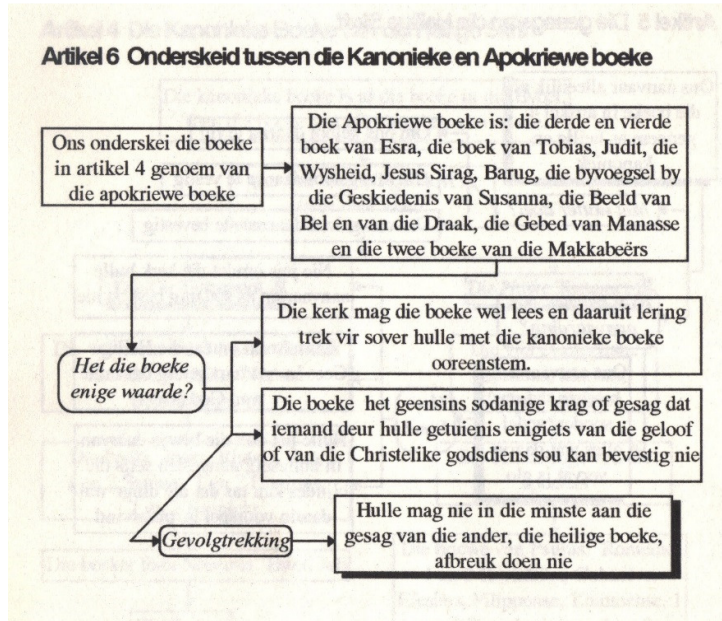 Artikel 6 Onderskeid tussen die Kanonieke en Apokriewe boeke
Ons onderskei die boeke
in artikel 4 genoem van
die apokriewe boeke
Die Apokriewe boeke is: die derde en vierde
boek van Esra, die boek van Tobias, Judit, die
Wysheid, Jesus Sirag, Barug, die byvoegsel by
die Geskiedenis van Susanna, die Beeld van
Bel en van die Draak, die Gebed van Manasse
en die twee boeke van die Makkabeërs
Het die boeke
enige waarde?
Die kerk mag die boeke wel lees en daaruit lering
trek vir sover hulle met die kanonieke boeke
ooreenstem.
Die boeke het geensins sodanige krag of gesag dat
iemand deur hulle getuienis enigiets van die geloof
of van die Christelike godsdiens sou kan bevestig nie
Gevolgtrekking
Hulle mag nie in die minste aan die
gesag van die ander, die heilige boeke,
afbreuk doen nie